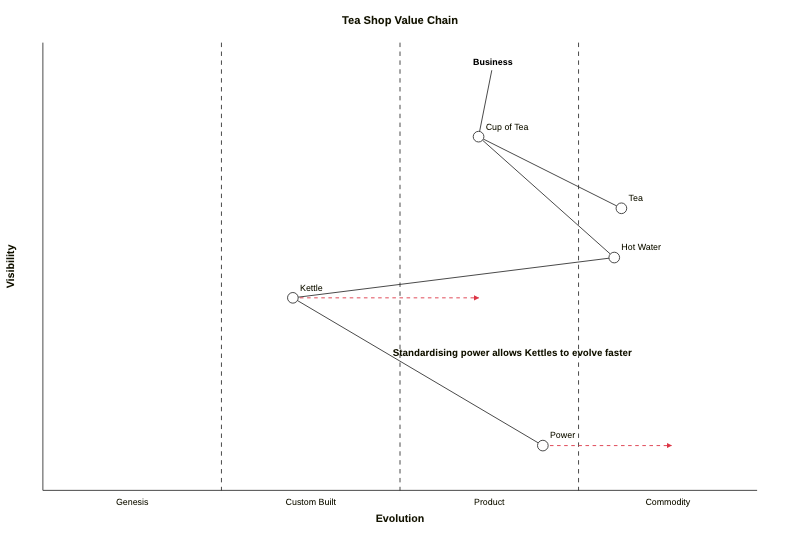 Tea Shop Value Chain
Business
Cup of Tea
Tea
Hot Water
Kettle
Standardising power allows Kettles to evolve faster
Power
Visibility
Genesis
Custom Built
Product
Commodity
Evolution